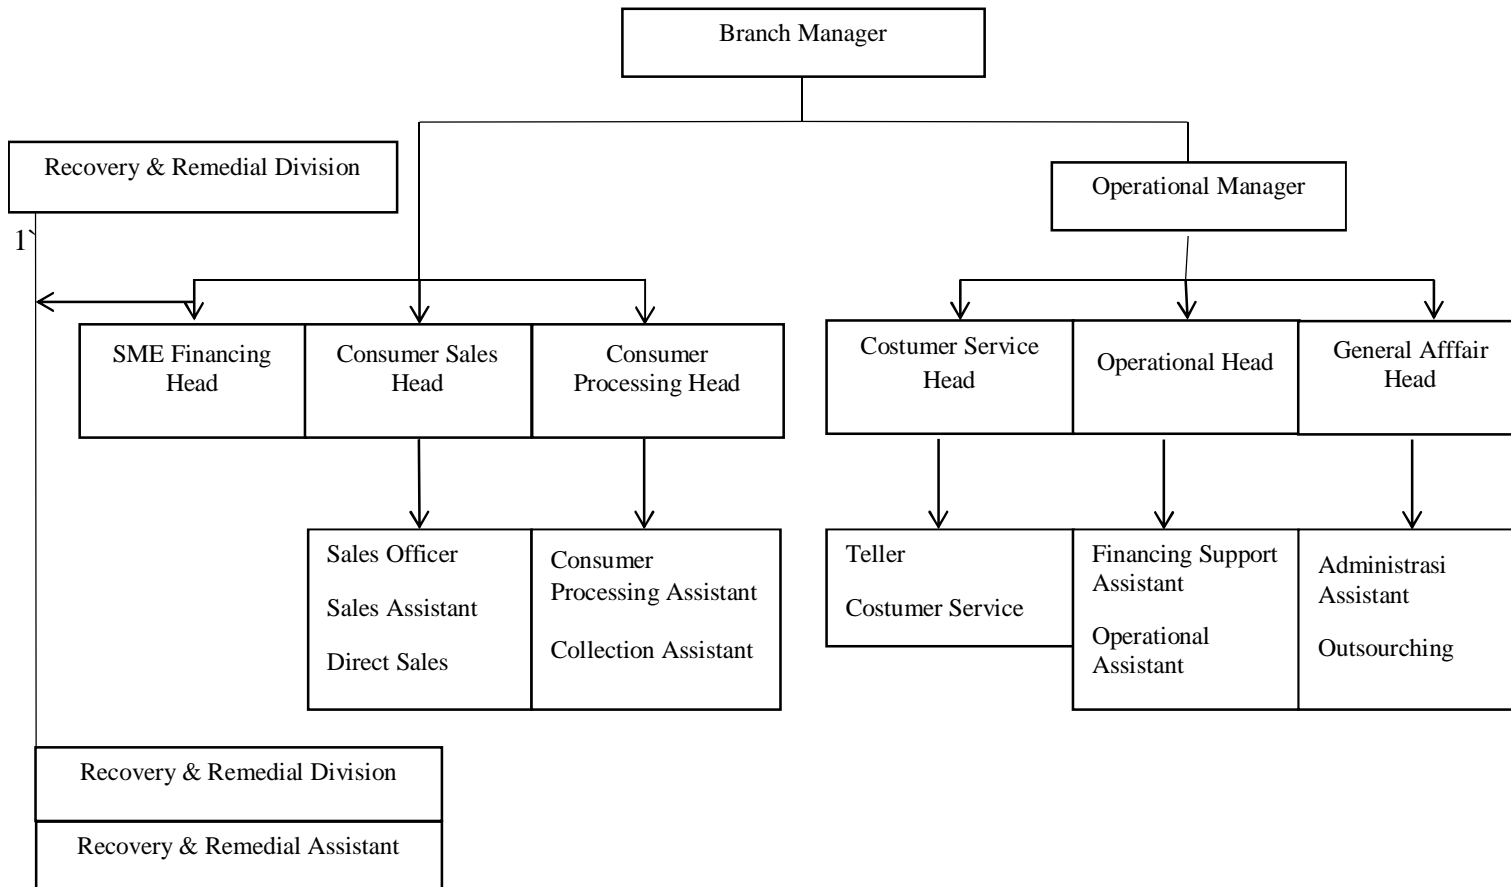 Branch Manager
Recovery & Remedial Division
Operational Manager
1`
SME Financing
Head
Consumer Sales
Head
Consumer
Processing Head
Costumer Service
Head
Operational Head
General Afffair
Head
Sales Officer
Sales Assistant
Direct Sales
Consumer
Processing Assistant
Collection Assistant
Teller
Costumer Service
Financing Support
Assistant
Operational
Assistant
Administrasi
Assistant
Outsourching
Recovery & Remedial Division
Recovery & Remedial Assistant